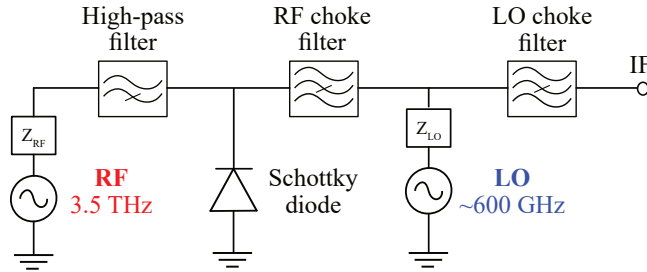 High-pass
filter
RF choke
filter
LO choke
filter
IF
Z_RF
RF
3.5 THz
Schottky
diode
Z_LO
LO
~600 GHz